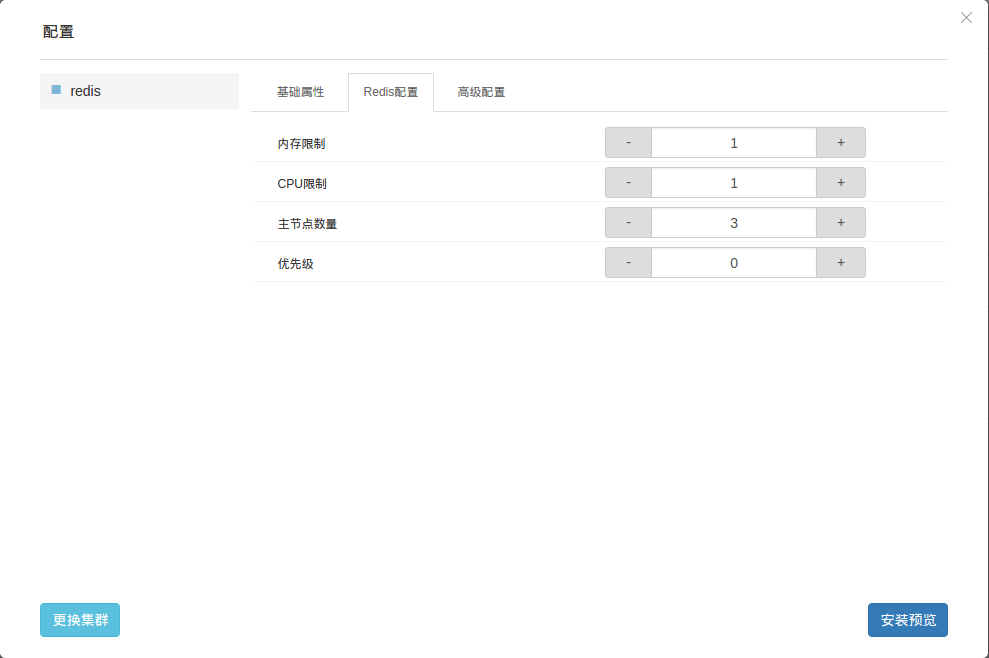 配置
redis
基础属性 Redis配置 高级配置
内存限制 - 1 +
CPU限制 - 1 +
主节点数量 - 3 +
优先级 - 0 +
更换集群 安装预览